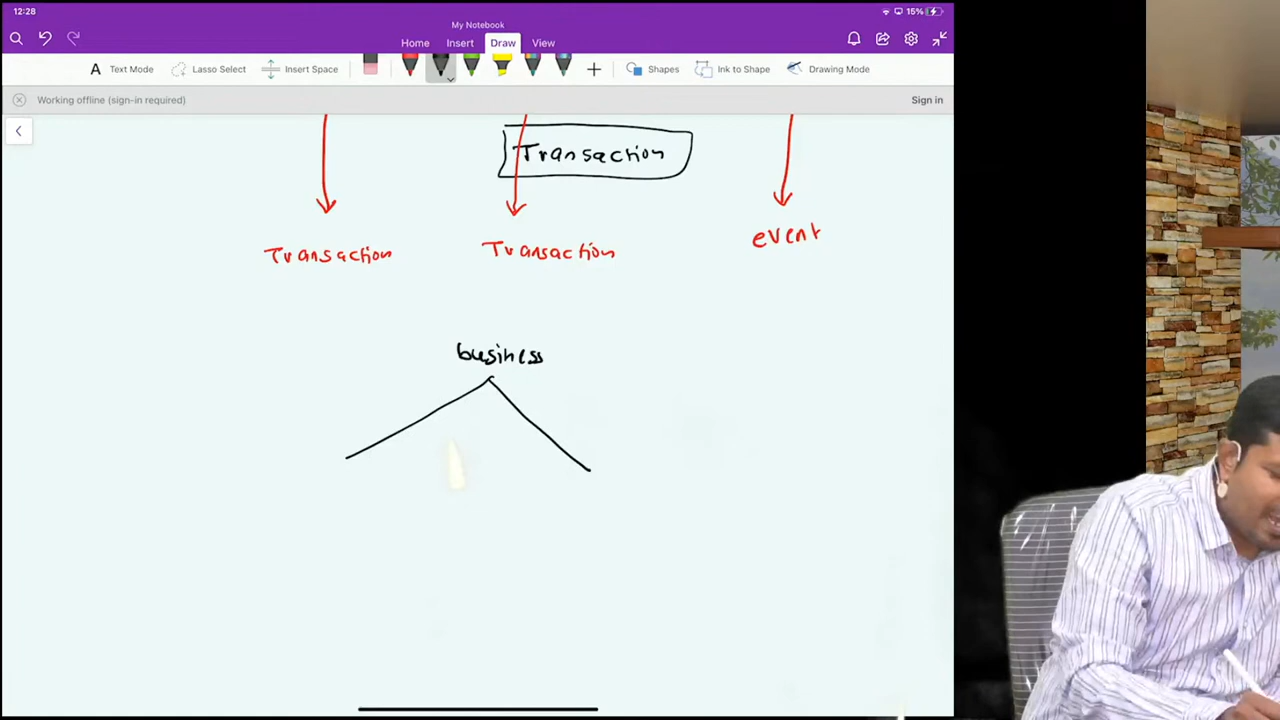 12:28
15%
My Notebook
Home Insert Draw View
Text Mode Lasso Select Insert Space Shapes Ink to Shape Drawing Mode
Working offline (sign-in required) Sign in
Transaction
Transaction Transaction event
business